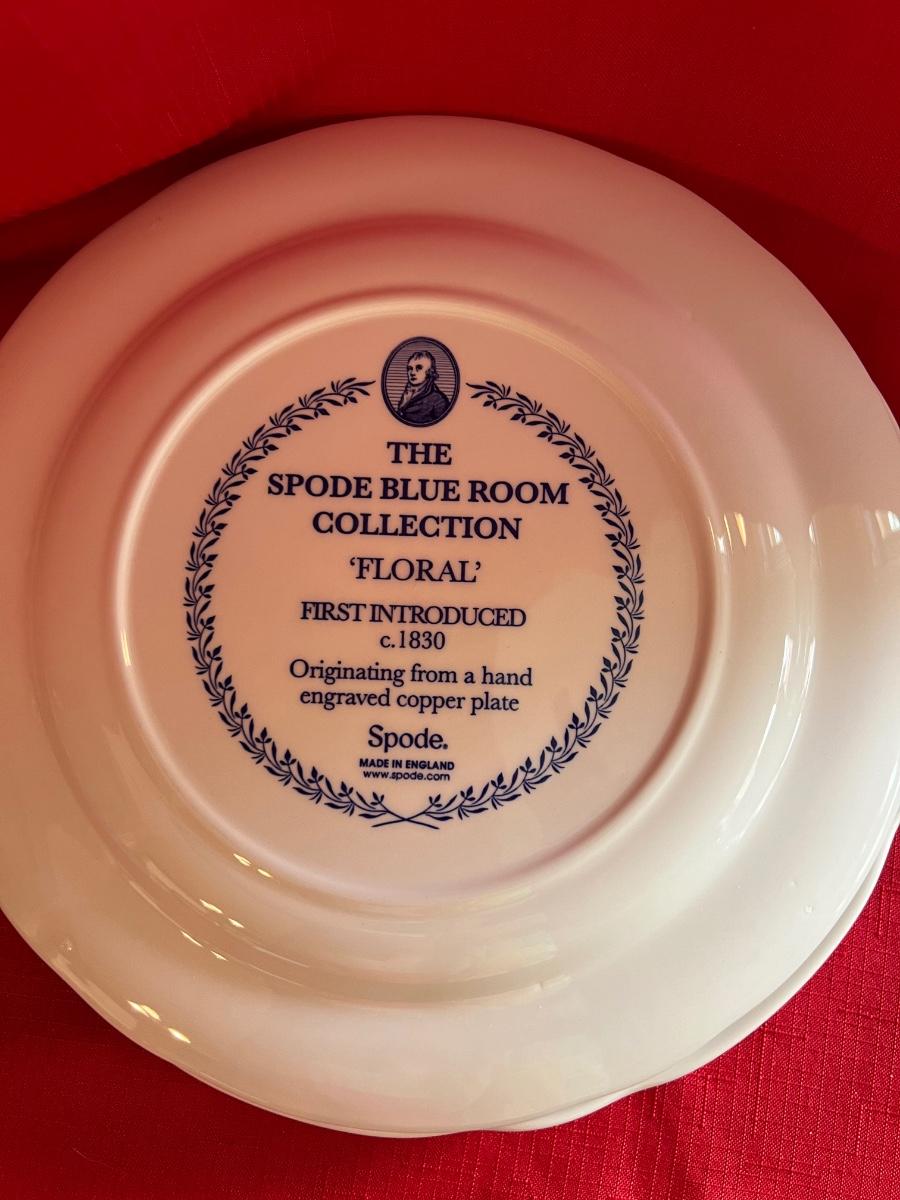 THE
SPODE BLUE ROOM
COLLECTION
‘FLORAL’
FIRST INTRODUCED
c.1830
Originating from a hand
engraved copper plate
Spode.
MADE IN ENGLAND
www.spode.com